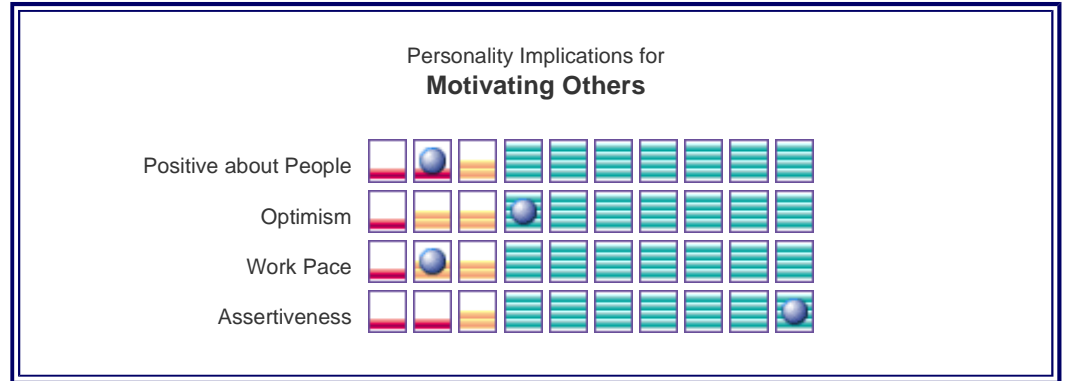 Personality Implications for
Motivating Others
Positive about People
Optimism
Work Pace
Assertiveness